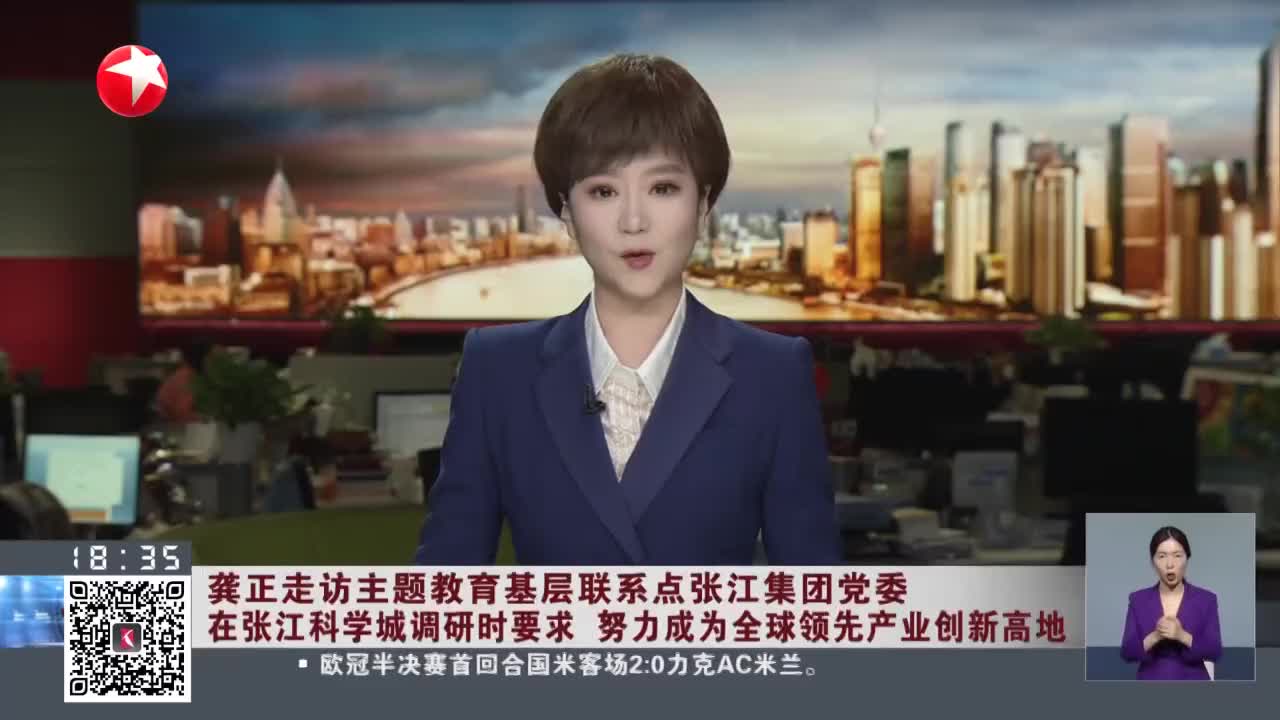 18:35
龚正走访主题教育基层联系点张江集团党委
在张江科学城调研时要求 努力成为全球领先产业创新高地
▪ 欧冠半决赛首回合国米客场2:0力克AC米兰。